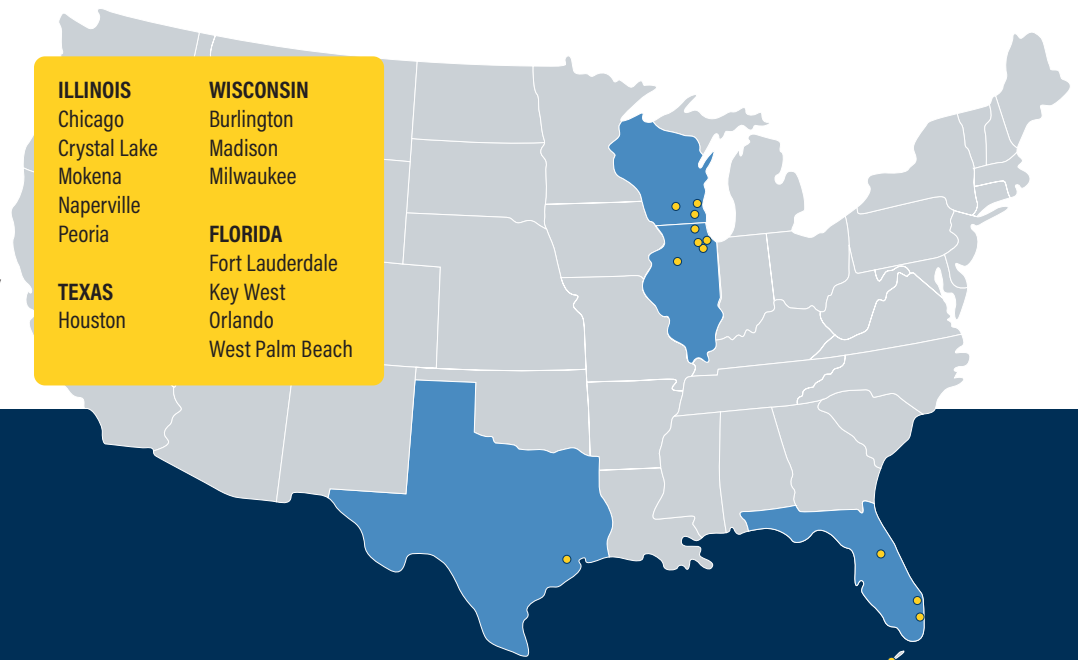 ILLINOIS
Chicago
Crystal Lake
Mokena
Naperville
Peoria
TEXAS
Houston
WISCONSIN
Burlington
Madison
Milwaukee
FLORIDA
Fort Lauderdale
Key West
Orlando
West Palm Beach